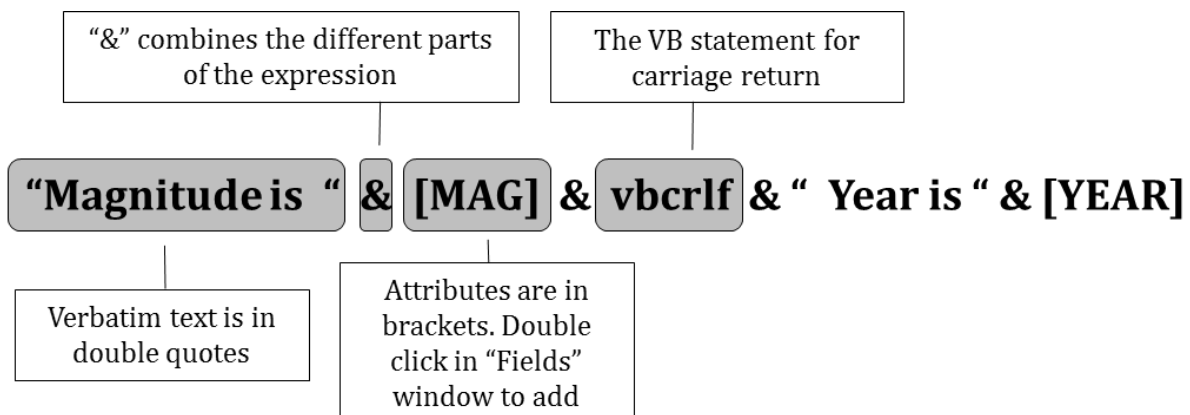 “&” combines the different parts
of the expression
The VB statement for
carriage return
“Magnitude is “ & [MAG] & vbcrlf & “ Year is “ & [YEAR]
Verbatim text is in
double quotes
Attributes are in
brackets. Double
click in “Fields”
window to add